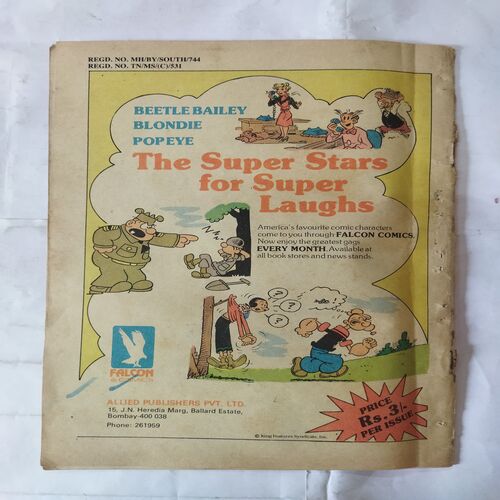 REGD. NO. MH/BY/SOUTH/744
REGD. NO. TN/MS/(C)/531
BEETLE BAILEY
BLONDIE
POPEYE
The Super Stars
for Super
Laughs
America's favourite comic characters
come to you through FALCON COMICS.
Now enjoy the greatest gags
EVERY MONTH. Available at
all book stores and news stands.
?
?
?
FALCON
COMICS
ALLIED PUBLISHERS PVT. LTD.
15, J.N. Heredia Marg, Ballard Estate,
Bombay-400 038
Phone: 261959
PRICE
Rs. 3/-
PER ISSUE
© King Features Syndicate, Inc.